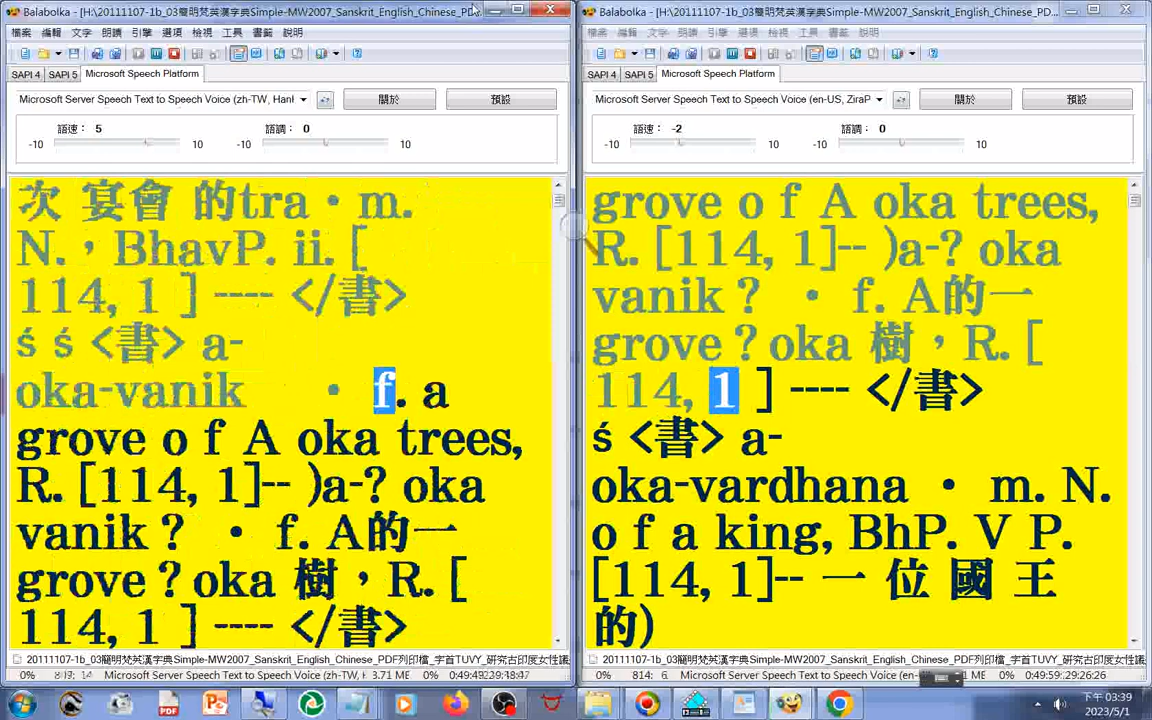 Balabolka - [H:\20111107-1b_03簡明梵英漢字典Simple-MW2007_Sanskrit_English_Chinese_PD...
檔案 編輯 文字 朗讀 引擎 選項 檢視 工具 書籤 說明
SAPI 4 SAPI 5 Microsoft Speech Platform
Microsoft Server Speech Text to Speech Voice (zh-TW, HanH
關於
預設
語速： 5
語調： 0
-10 10 -10 10
次 宴會 的tra・m.
N.，BhavP. ii. [
114, 1 ] ---- </書>
ś ś <書> a-
oka-vanik ・ f. a
grove o f A oka trees,
R. [114, 1]-- )a-? oka
vanik？ ・ f. A的一
grove？oka 樹，R. [
114, 1 ] ---- </書>
20111107-1b_03簡明梵英漢字典Simple-MW2007_Sanskrit_English_Chinese_PDF列印檔_字首TUVY_研究古印度女性議
0% Microsoft Server Speech Text to Speech Voice (zh-TW, H 3.71 MB 0%
Balabolka - [H:\20111107-1b_03簡明梵英漢字典Simple-MW2007_Sanskrit_English_Chinese_PD...
檔案 編輯 文字 朗讀 引擎 選項 檢視 工具 書籤 說明
SAPI 4 SAPI 5 Microsoft Speech Platform
Microsoft Server Speech Text to Speech Voice (en-US, ZiraP
關於
預設
語速： -2
語調： 0
-10 10 -10 10
grove o f A oka trees,
R. [114, 1]-- )a-? oka
vanik？ ・ f. A的一
grove？oka 樹，R. [
114, 1 ] ---- </書>
ś <書> a-
oka-vardhana ・ m. N.
o f a king, BhP. V P.
[114, 1]-- 一 位 國 王
的)
20111107-1b_03簡明梵英漢字典Simple-MW2007_Sanskrit_English_Chinese_PDF列印檔_字首TUVY_研究古印度女性議
0% 814: 6 Microsoft Server Speech Text to Speech Voice (en-U 0% 0:49:59:29:26:26
下午 03:39
2023/5/1